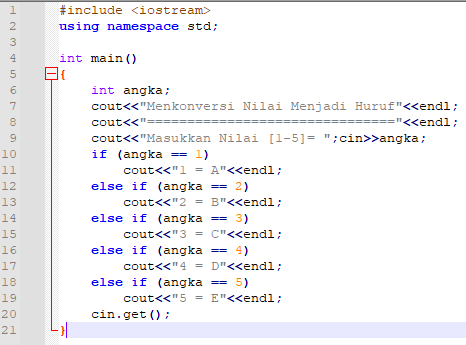 1 #include <iostream>
2 using namespace std;
3
4 int main()
5 {
6 int angka;
7 cout<<"Menkonversi Nilai Menjadi Huruf"<<endl;
8 cout<<"==============================="<<endl;
9 cout<<"Masukkan Nilai [1-5]= ";cin>>angka;
10 if (angka == 1)
11 cout<<"1 = A"<<endl;
12 else if (angka == 2)
13 cout<<"2 = B"<<endl;
14 else if (angka == 3)
15 cout<<"3 = C"<<endl;
16 else if (angka == 4)
17 cout<<"4 = D"<<endl;
18 else if (angka == 5)
19 cout<<"5 = E"<<endl;
20 cin.get();
21 }